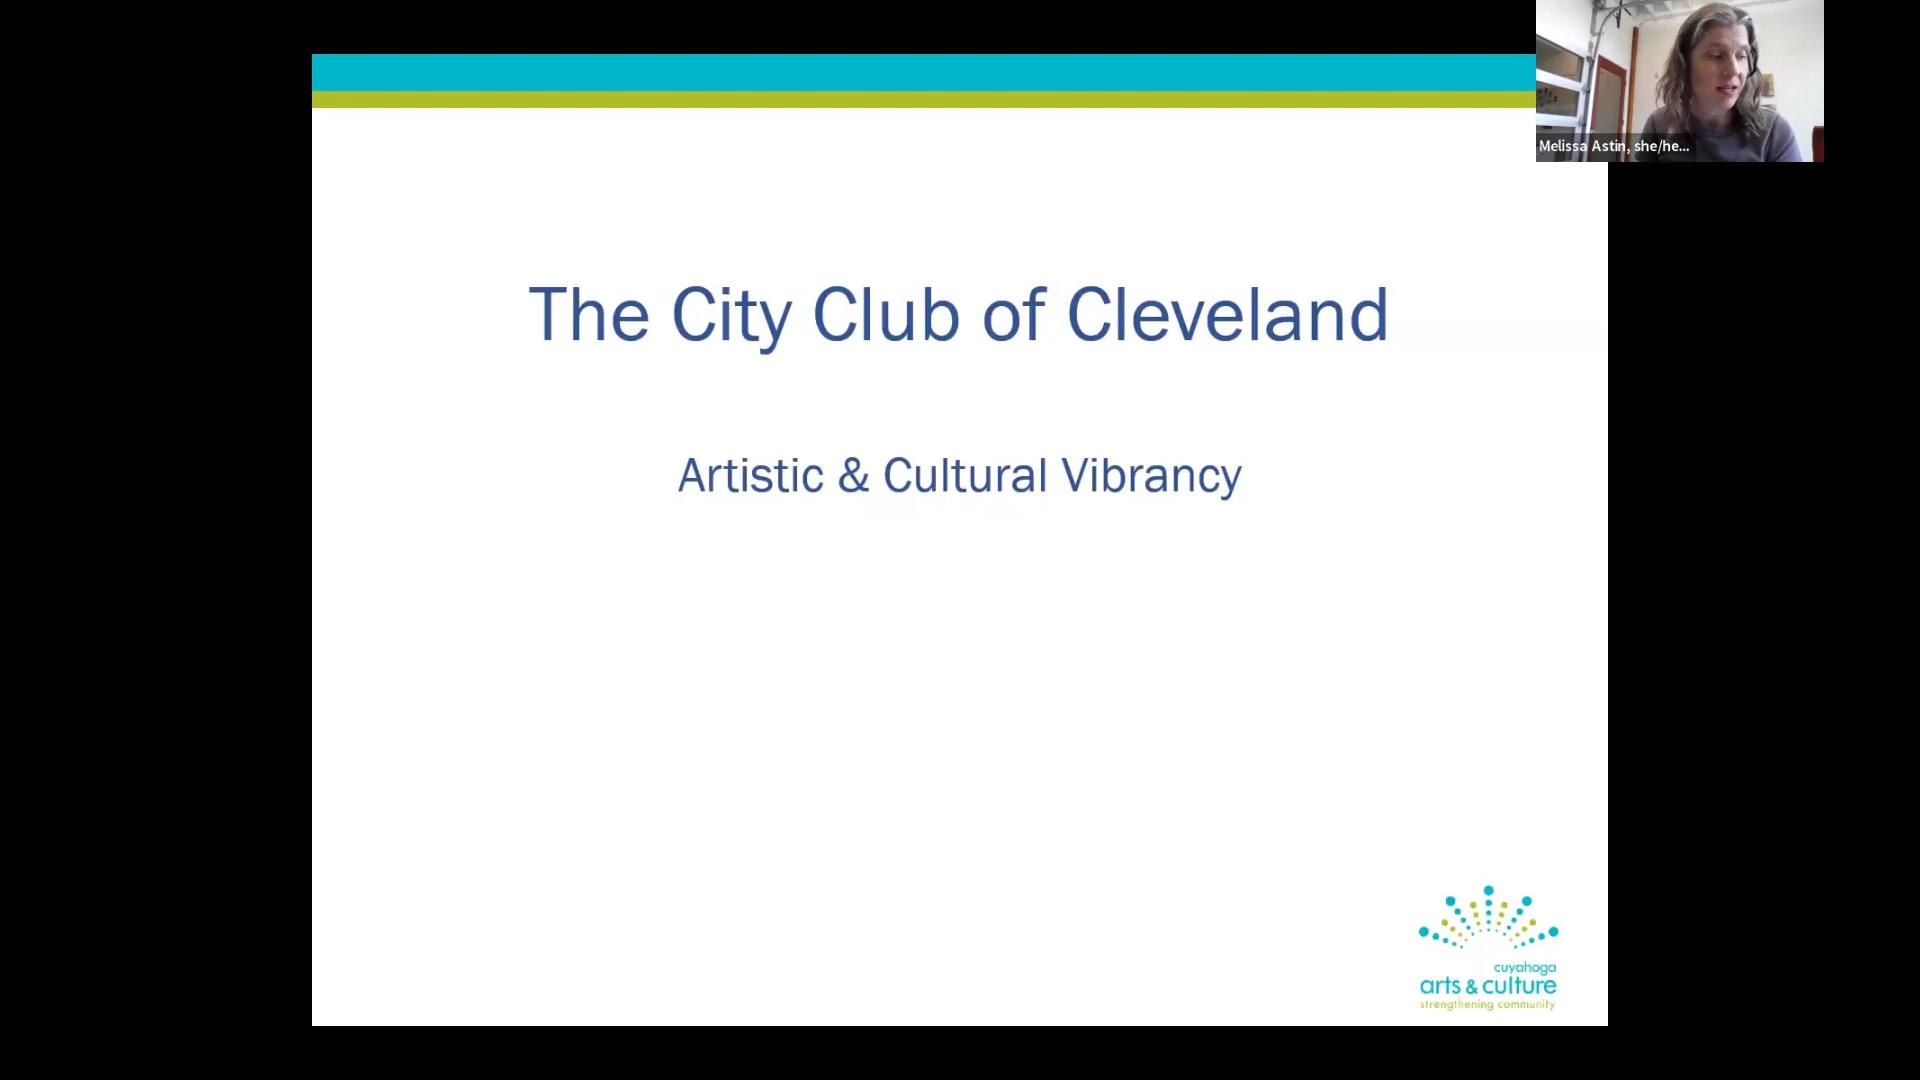 Melissa Astin, she/he...
The City Club of Cleveland
Artistic & Cultural Vibrancy
cuyahoga
arts & culture
strengthening community